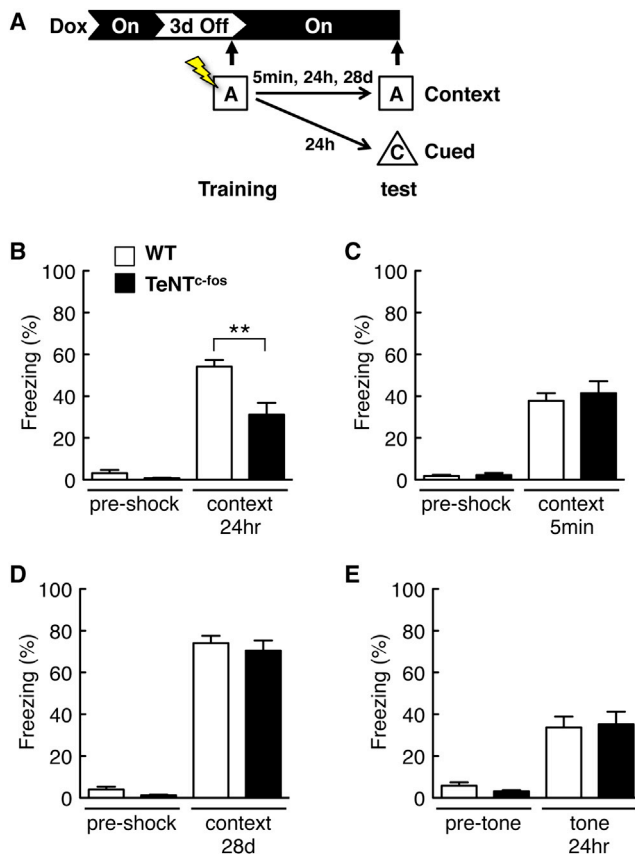 A
Dox On 3d Off On
A 5min, 24h, 28d A Context
24h C Cued
Training test
B
WT
TeNTc-fos
Freezing (%)
100
80
60
40
20
0
**
pre-shock context
24hr
C
Freezing (%)
100
80
60
40
20
0
pre-shock context
5min
D
Freezing (%)
100
80
60
40
20
0
pre-shock context
28d
E
Freezing (%)
100
80
60
40
20
0
pre-tone tone
24hr